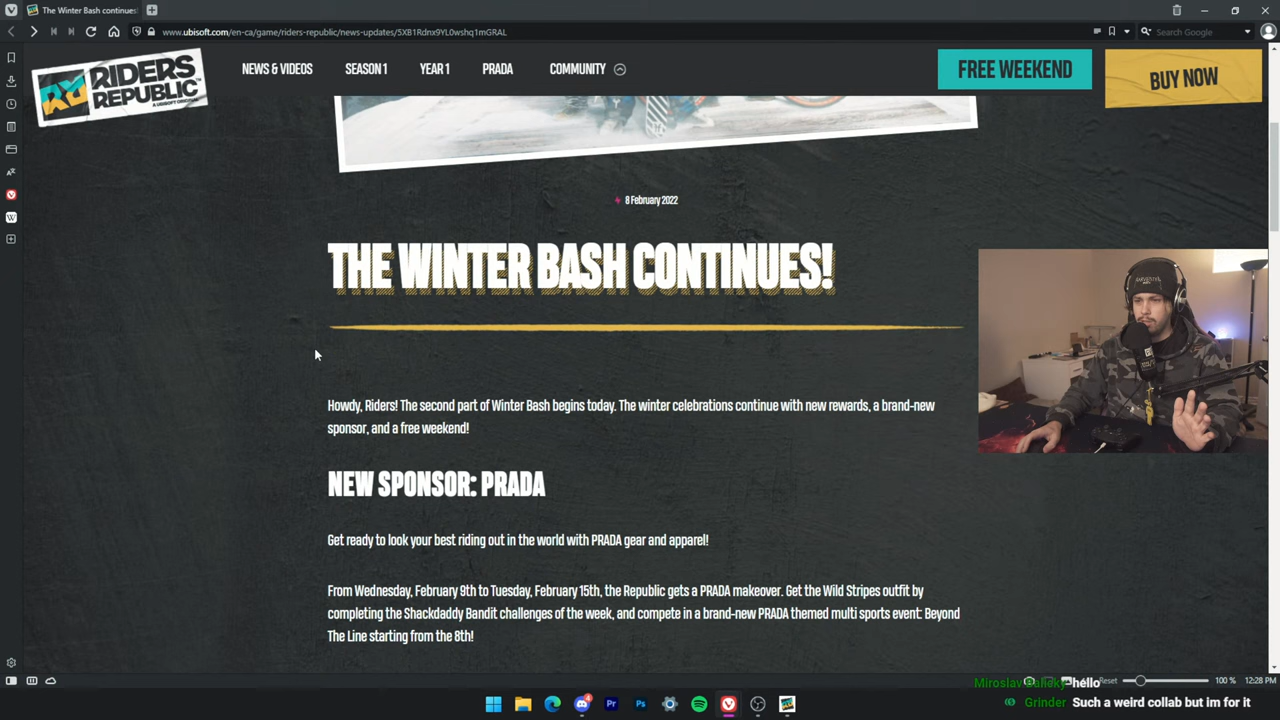 The Winter Bash continues
www.ubisoft.com/en-ca/game/riders-republic/news-updates/5XB1Rdnx9YL0wshq1mGRAL
Search Google
RIDERS REPUBLIC
A UBISOFT ORIGINAL
NEWS & VIDEOS
SEASON 1
YEAR 1
PRADA
COMMUNITY
FREE WEEKEND
BUY NOW
8 February 2022
THE WINTER BASH CONTINUES!
Howdy, Riders! The second part of Winter Bash begins today. The winter celebrations continue with new rewards, a brand-new
sponsor, and a free weekend!
NEW SPONSOR: PRADA
Get ready to look your best riding out in the world with PRADA gear and apparel!
From Wednesday, February 9th to Tuesday, February 15th, the Republic gets a PRADA makeover. Get the Wild Stripes outfit by
completing the Shackdaddy Bandit challenges of the week, and compete in a brand-new PRADA themed multi sports event: Beyond
The Line starting from the 8th!
hello
Reset
100 %
12:28 PM
Grinder Such a weird collab but im for it